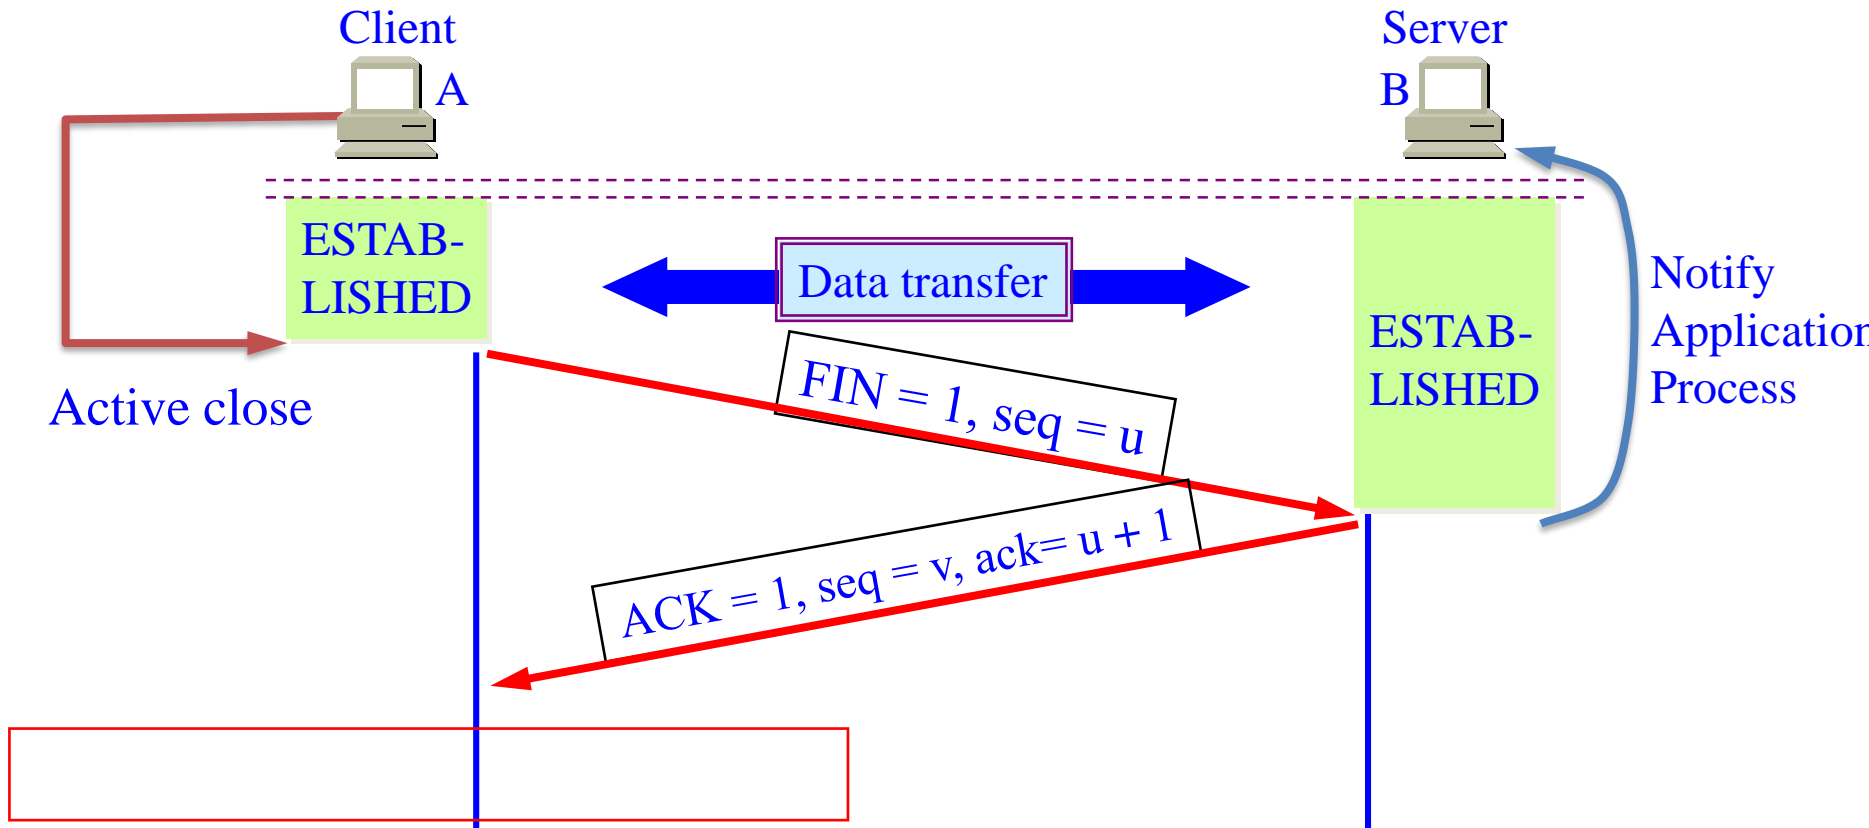 Client
A
Server
B
ESTAB-
LISHED
Data transfer
ESTAB-
LISHED
Notify
Application
Process
Active close
FIN = 1, seq = u
ACK = 1, seq = v, ack= u + 1